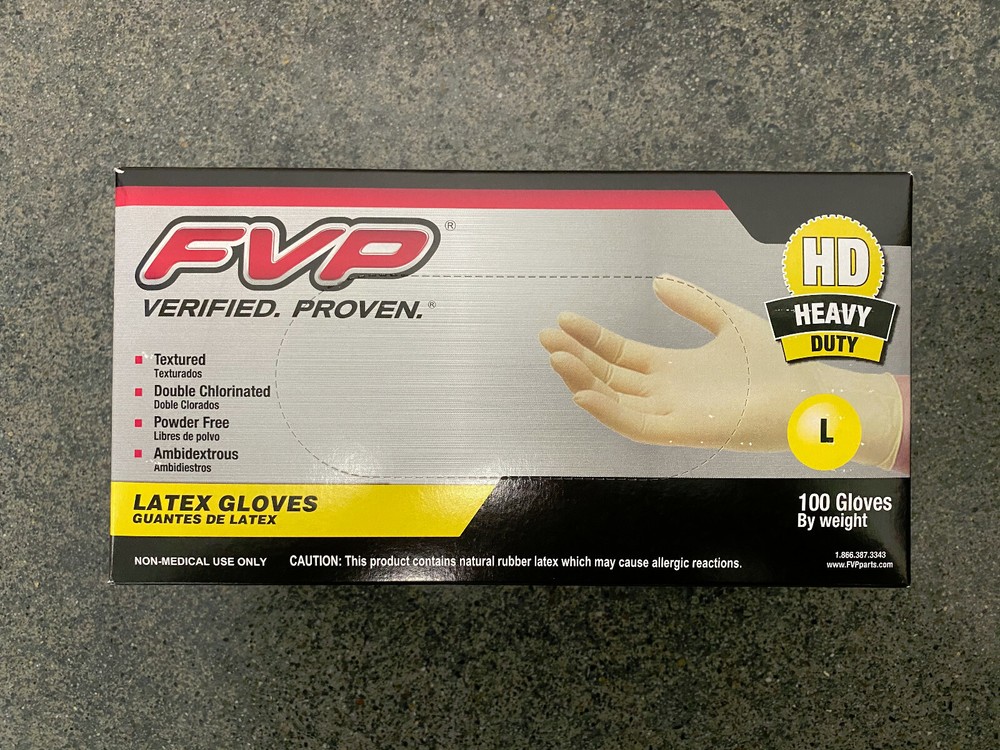 FVP®
VERIFIED. PROVEN.®
HD
HEAVY
DUTY
Textured
Texturados
Double Chlorinated
Doble Clorados
Powder Free
Libres de polvo
Ambidextrous
Ambidiestros
L
LATEX GLOVES
GUANTES DE LATEX
100 Gloves
By weight
NON-MEDICAL USE ONLY
CAUTION: This product contains natural rubber latex which may cause allergic reactions.
1.866.387.3343
www.FVPparts.com